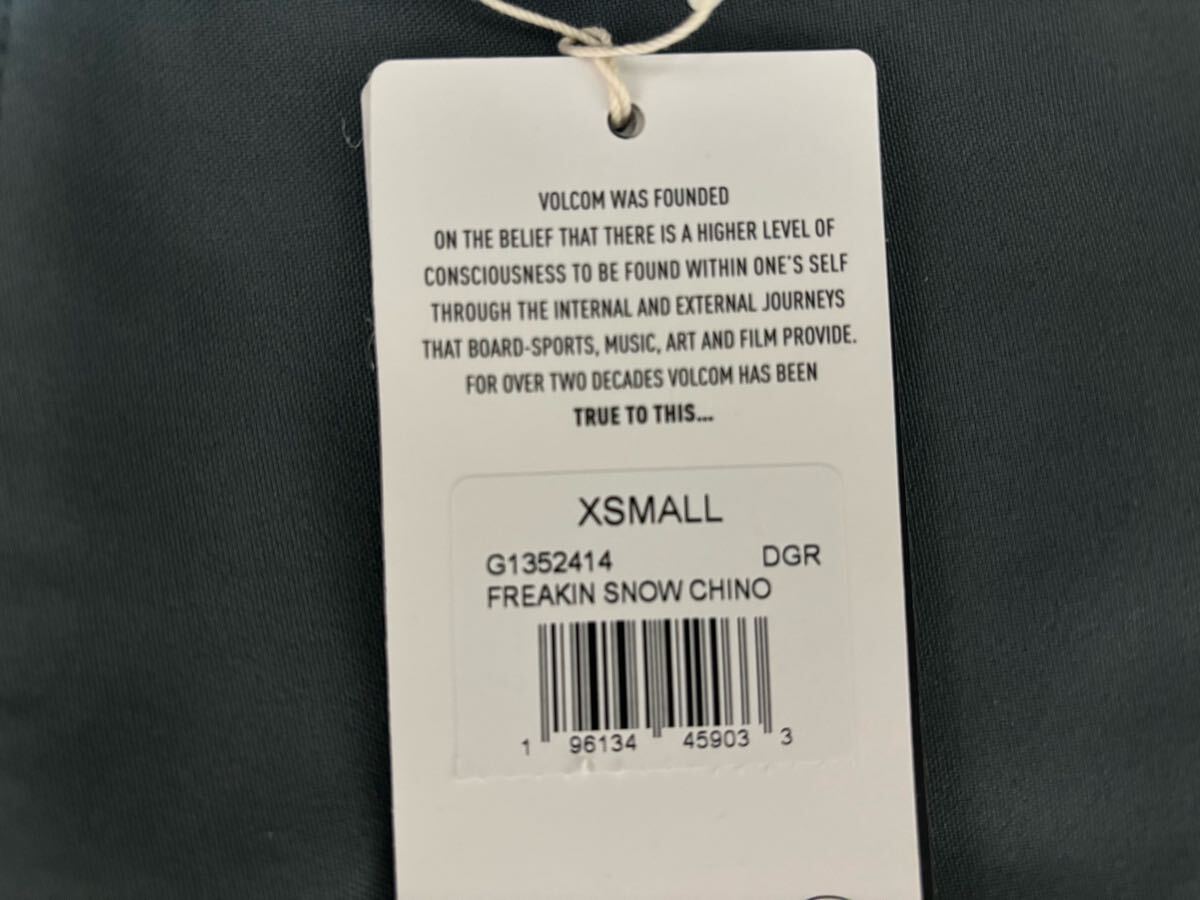 VOLCOM WAS FOUNDED
ON THE BELIEF THAT THERE IS A HIGHER LEVEL OF
CONSCIOUSNESS TO BE FOUND WITHIN ONE'S SELF
THROUGH THE INTERNAL AND EXTERNAL JOURNEYS
THAT BOARD-SPORTS, MUSIC, ART AND FILM PROVIDE.
FOR OVER TWO DECADES VOLCOM HAS BEEN
TRUE TO THIS...
XSMALL
G1352414 DGR
FREAKIN SNOW CHINO
1 96134 45903 3